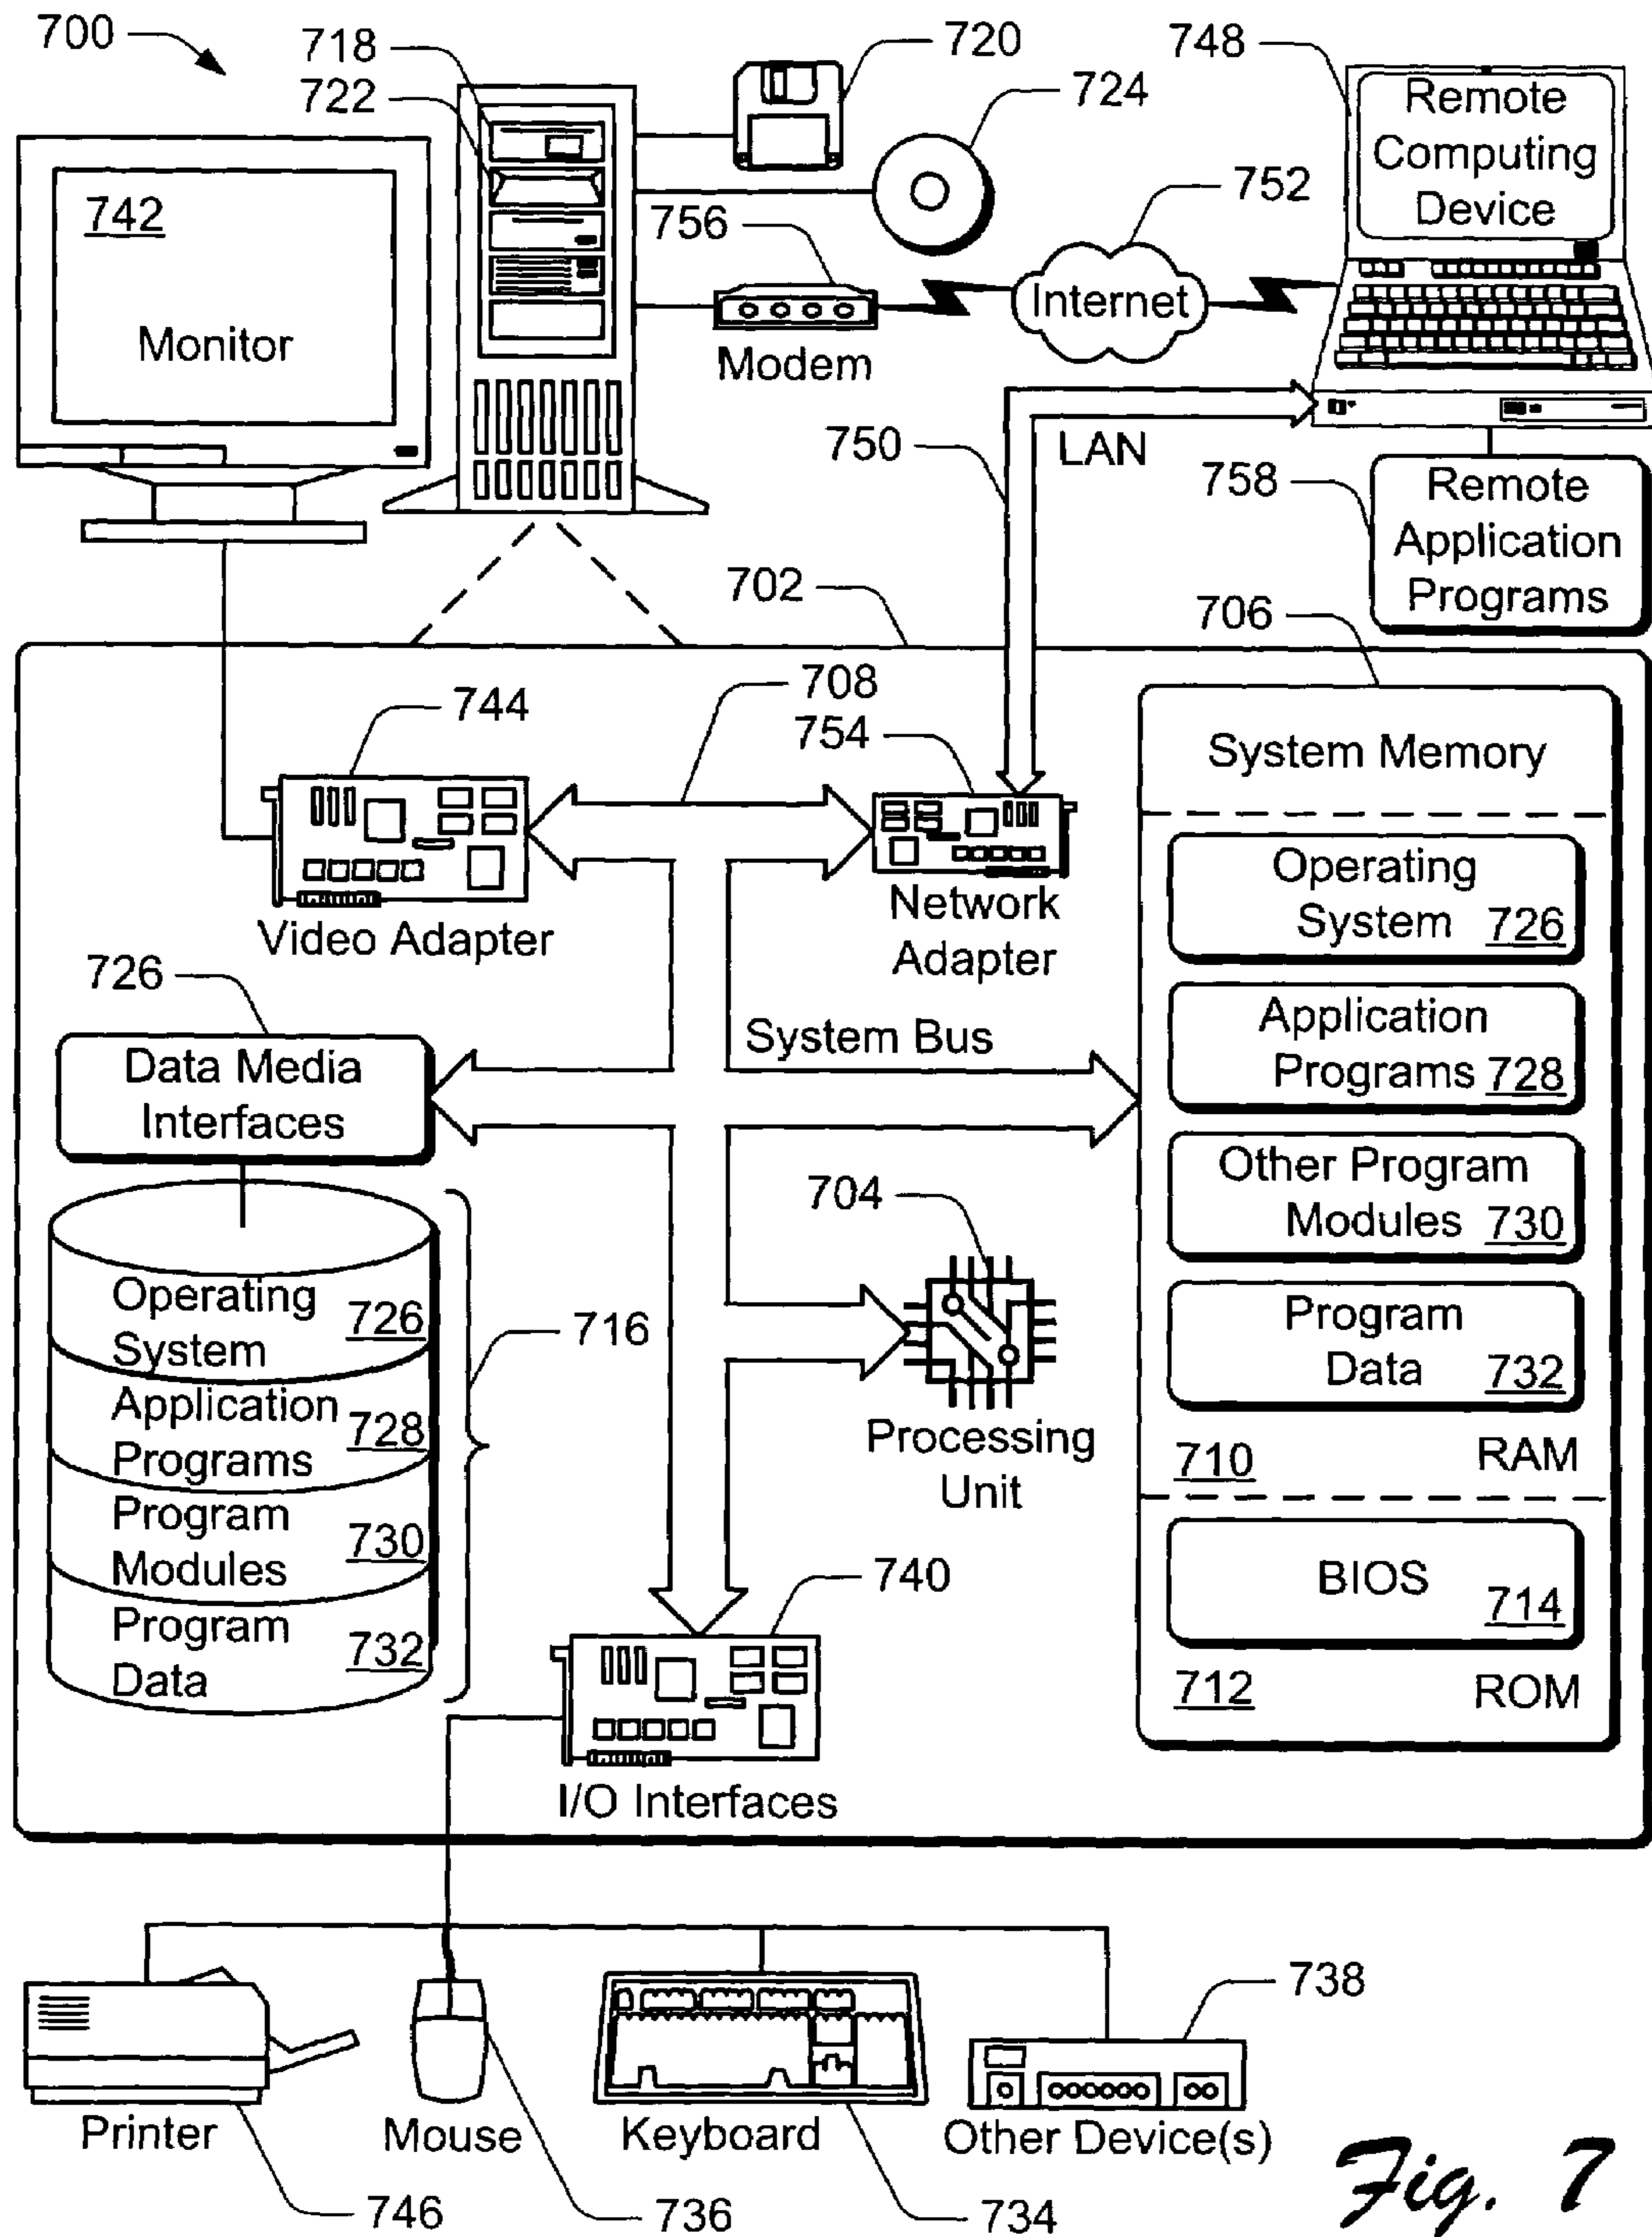 700
718
722
720
724
748
Remote
Computing
Device
742
Monitor
756
Modem
752
Internet
750
LAN
758
Remote
Application
Programs
702
706
744
708
754
Video Adapter
Network
Adapter
System Memory
Operating
System 726
Application
Programs 728
Other Program
Modules 730
Program
Data 732
710 RAM
BIOS
714
712 ROM
726
Data Media
Interfaces
System Bus
Operating
System 726
Application
Programs 728
Program
Modules 730
Program
Data 732
716
704
Processing
Unit
740
I/O Interfaces
738
Printer
Mouse
Keyboard
Other Device(s)
746
736
734
Fig. 7